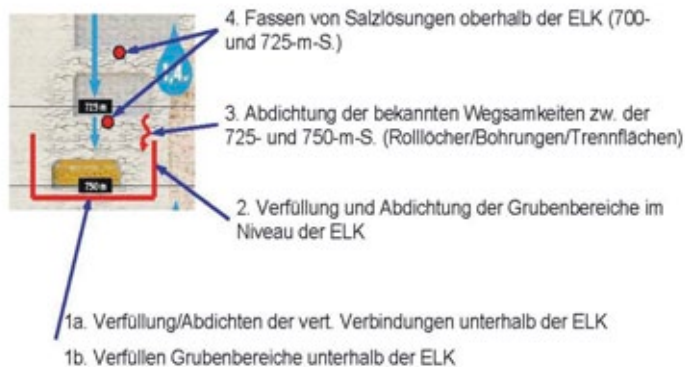 4. Fassen von Salzlösungen oberhalb der ELK (700-
und 725-m-S.)
1,4
725 m
3. Abdichtung der bekannten Wegsamkeiten zw. der
725- und 750-m-S. (Rolllöcher/Bohrungen/Trennflächen)
750 m
2. Verfüllung und Abdichtung der Grubenbereiche im
Niveau der ELK
1a. Verfüllung/Abdichten der vert. Verbindungen unterhalb der ELK
1b. Verfüllen Grubenbereiche unterhalb der ELK